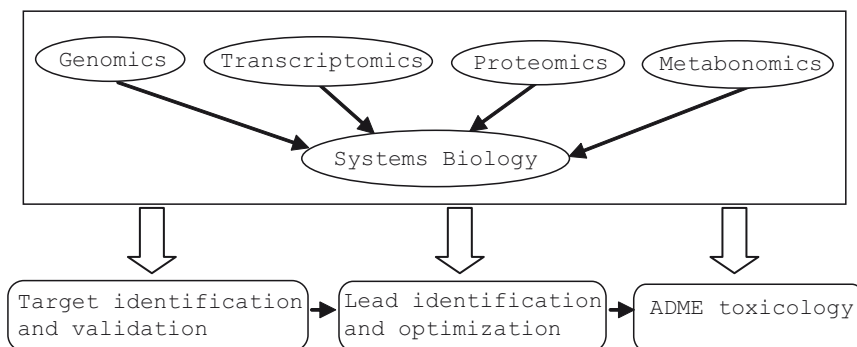 Genomics
Transcriptomics
Proteomics
Metabonomics
Systems Biology
Target identification
and validation
Lead identification
and optimization
ADME toxicology